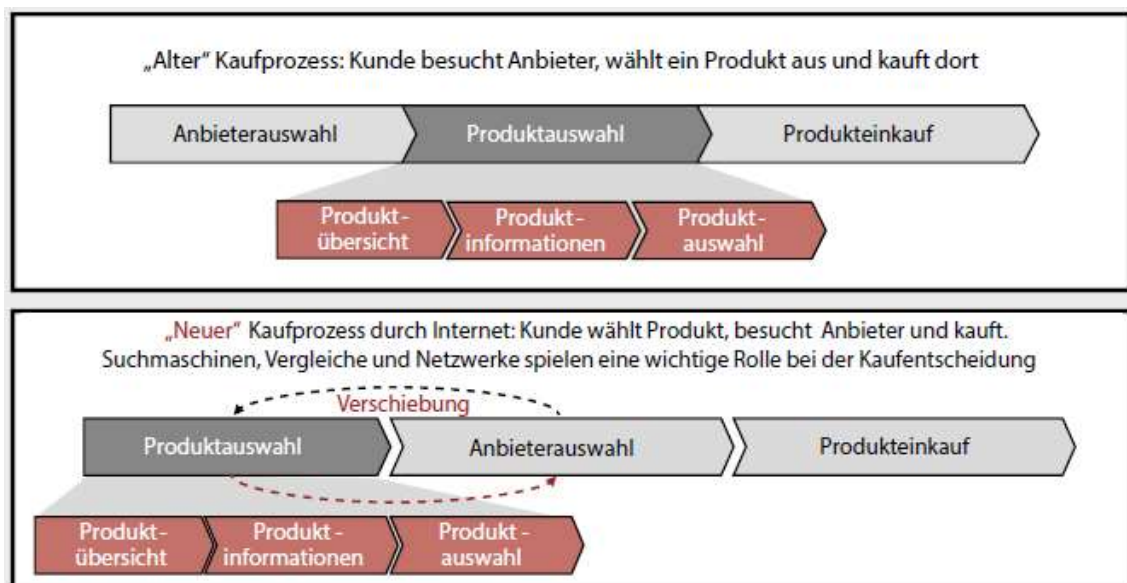 „Alter“ Kaufprozess: Kunde besucht Anbieter, wählt ein Produkt aus und kauft dort
Anbieterauswahl
Produktauswahl
Produkteinkauf
Produkt-
übersicht
Produkt-
informationen
Produkt-
auswahl
„Neuer“ Kaufprozess durch Internet: Kunde wählt Produkt, besucht Anbieter und kauft.
Suchmaschinen, Vergleiche und Netzwerke spielen eine wichtige Rolle bei der Kaufentscheidung
Verschiebung
Produktauswahl
Anbieterauswahl
Produkteinkauf
Produkt-
übersicht
Produkt-
informationen
Produkt-
auswahl